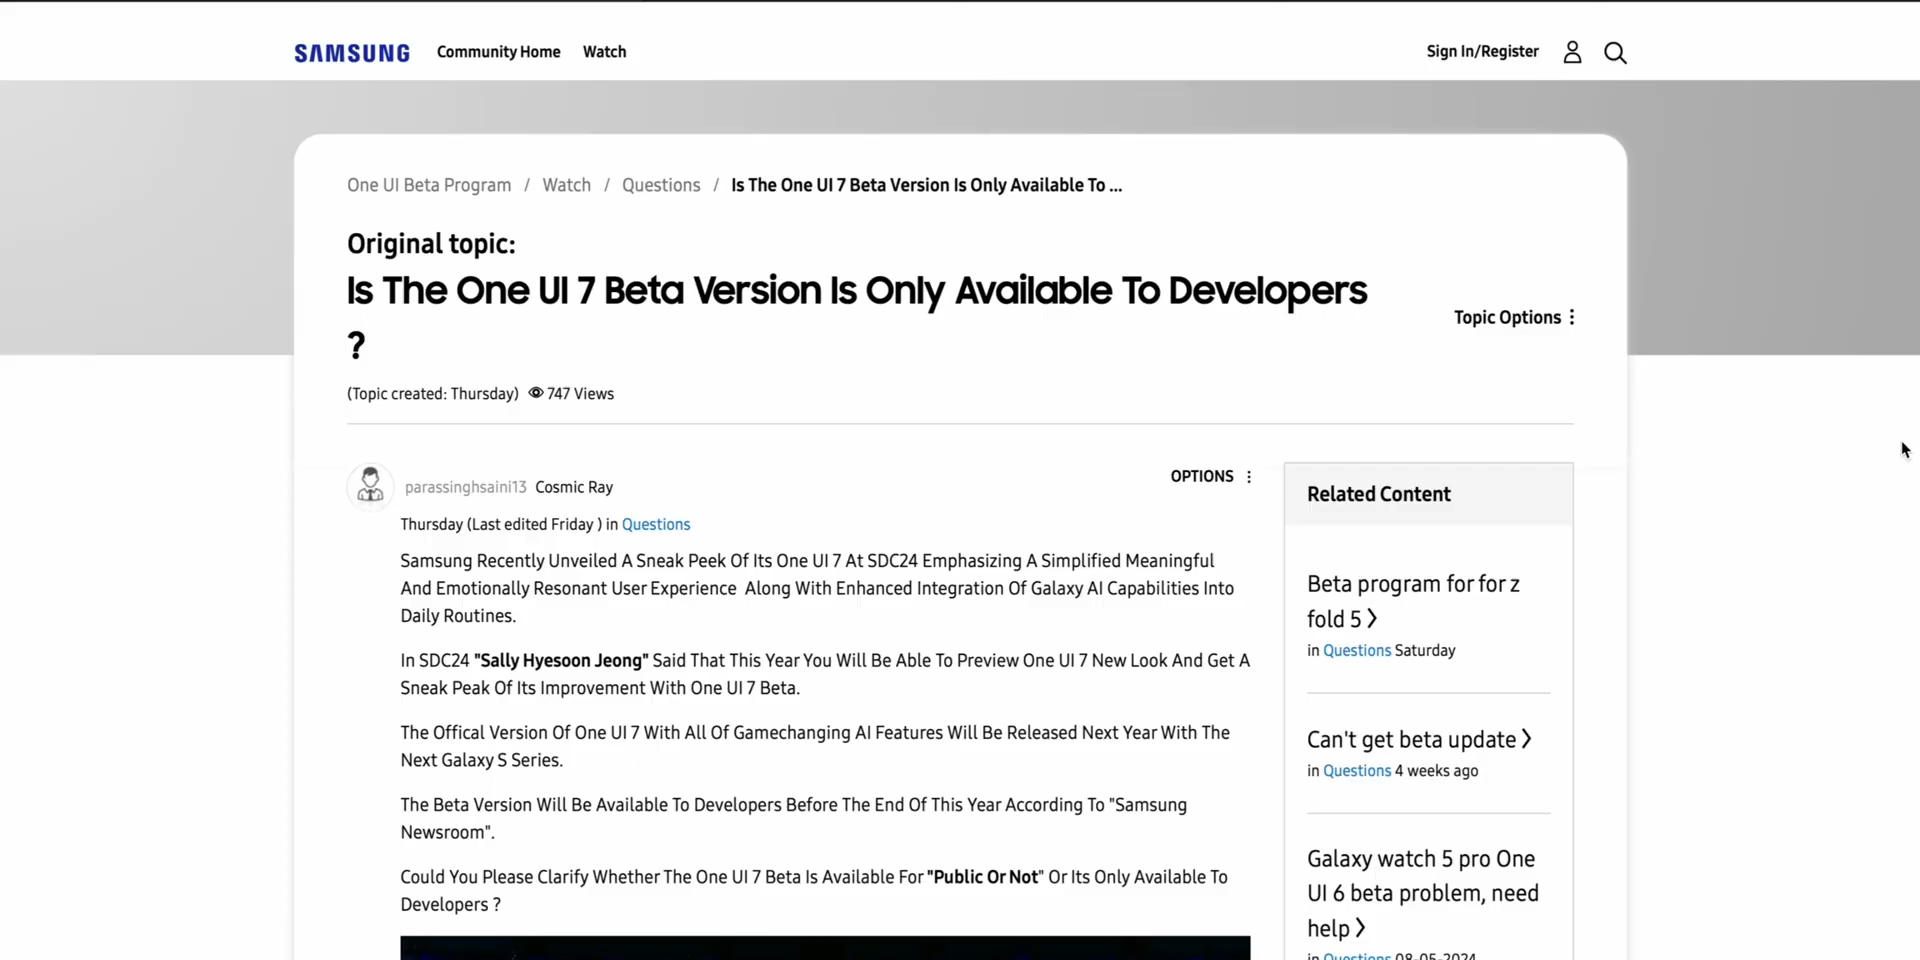 SAMSUNG Community Home Watch Sign In/Register
One UI Beta Program / Watch / Questions / Is The One UI 7 Beta Version Is Only Available To ...
Original topic:
Is The One UI 7 Beta Version Is Only Available To Developers
?
Topic Options
(Topic created: Thursday) 747 Views
parassinghsaini13 Cosmic Ray
OPTIONS
Thursday (Last edited Friday ) in Questions
Samsung Recently Unveiled A Sneak Peek Of Its One UI 7 At SDC24 Emphasizing A Simplified Meaningful
And Emotionally Resonant User Experience Along With Enhanced Integration Of Galaxy AI Capabilities Into
Daily Routines.
In SDC24 "Sally Hyesoon Jeong" Said That This Year You Will Be Able To Preview One UI 7 New Look And Get A
Sneak Peak Of Its Improvement With One UI 7 Beta.
The Offical Version Of One UI 7 With All Of Gamechanging AI Features Will Be Released Next Year With The
Next Galaxy S Series.
The Beta Version Will Be Available To Developers Before The End Of This Year According To "Samsung
Newsroom".
Could You Please Clarify Whether The One UI 7 Beta Is Available For "Public Or Not" Or Its Only Available To
Developers ?
Related Content
Beta program for for z
fold 5
in Questions Saturday
Can't get beta update
in Questions 4 weeks ago
Galaxy watch 5 pro One
UI 6 beta problem, need
help
in Questions 08-05-2024